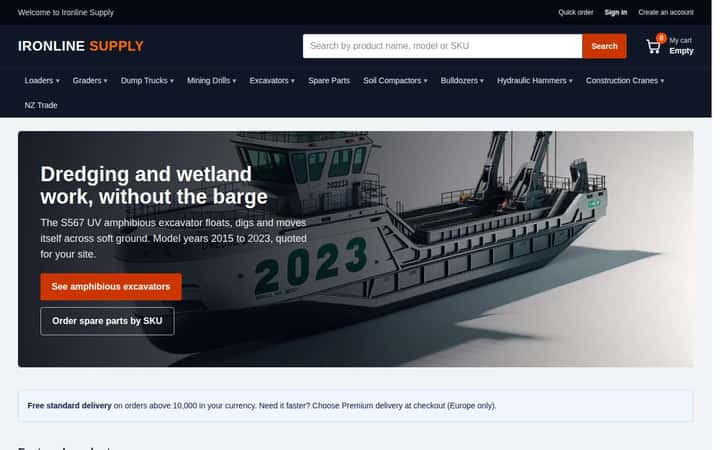 Welcome to Ironline Supply
Quick order
Sign in
Create an account
IRONLINE SUPPLY
Search by product name, model or SKU
Search
0
My cart
Empty
Loaders
Graders
Dump Trucks
Mining Drills
Excavators
Spare Parts
Soil Compactors
Bulldozers
Hydraulic Hammers
Construction Cranes
NZ Trade
Dredging and wetland
work, without the barge
The S567 UV amphibious excavator floats, digs and moves
itself across soft ground. Model years 2015 to 2023, quoted
for your site.
2023
See amphibious excavators
Order spare parts by SKU
Free standard delivery on orders above 10,000 in your currency. Need it faster? Choose Premium delivery at checkout (Europe only).